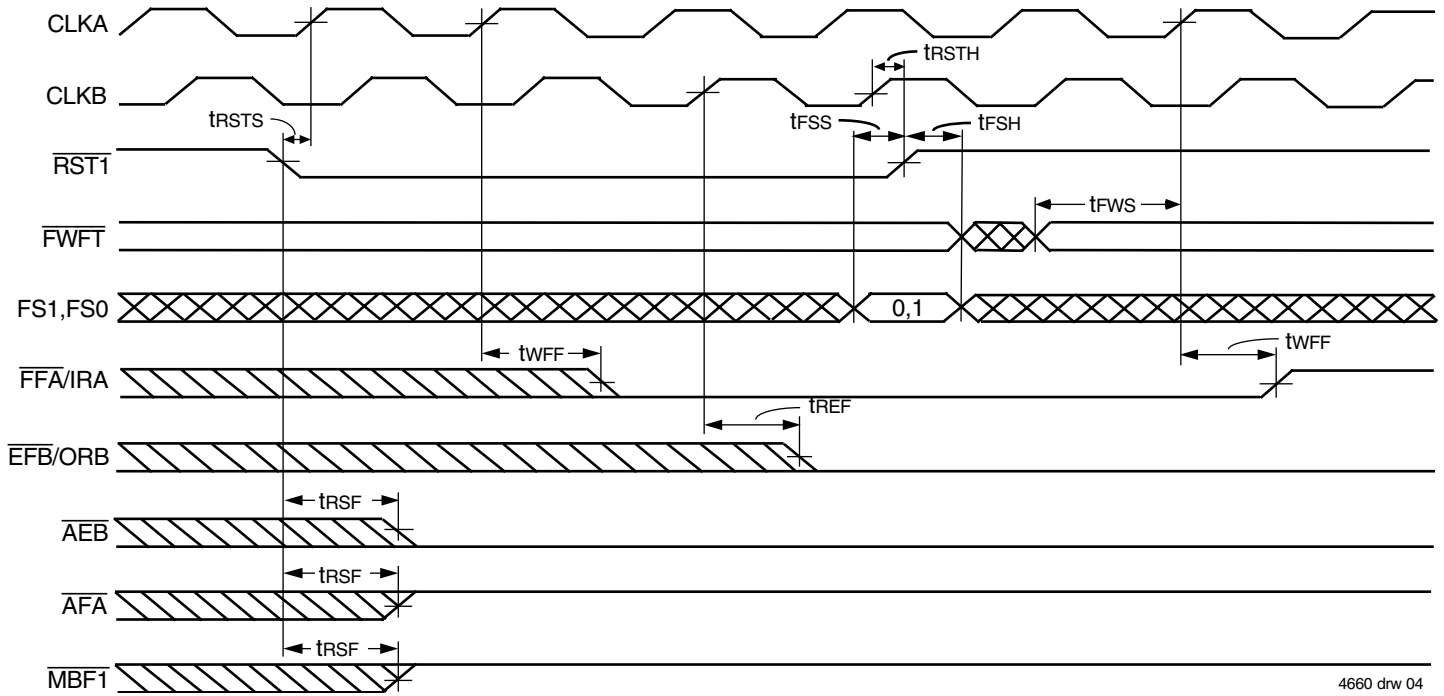 CLKA
tRSTH
CLKB
tRSTS
tFSS
tFSH
RST1
tFWS
FWFT
FS1,FS0
0,1
tWFF
tWFF
FFA/IRA
tREF
EFB/ORB
tRSF
AEB
tRSF
AFA
tRSF
MBF1
4660 drw 04